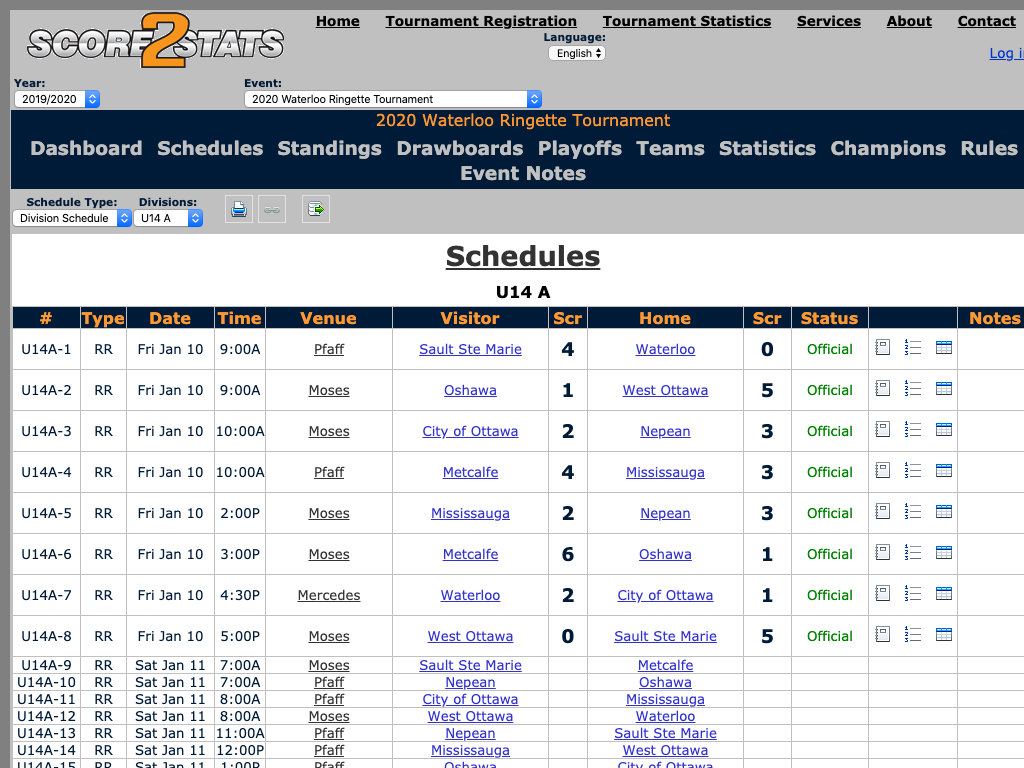 SCORE2STATS
Home Tournament Registration Tournament Statistics Services About Contact
Language:
English
Log i
Year: Event:
2019/2020 2020 Waterloo Ringette Tournament
2020 Waterloo Ringette Tournament
Dashboard Schedules Standings Drawboards Playoffs Teams Statistics Champions Rules
Event Notes
Schedule Type: Divisions:
Division Schedule U14 A
Schedules
U14 A
# Type Date Time Venue Visitor Scr Home Scr Status Notes
U14A-1 RR Fri Jan 10 9:00A Pfaff Sault Ste Marie 4 Waterloo 0 Official
U14A-2 RR Fri Jan 10 9:00A Moses Oshawa 1 West Ottawa 5 Official
U14A-3 RR Fri Jan 10 10:00A Moses City of Ottawa 2 Nepean 3 Official
U14A-4 RR Fri Jan 10 10:00A Pfaff Metcalfe 4 Mississauga 3 Official
U14A-5 RR Fri Jan 10 2:00P Moses Mississauga 2 Nepean 3 Official
U14A-6 RR Fri Jan 10 3:00P Moses Metcalfe 6 Oshawa 1 Official
U14A-7 RR Fri Jan 10 4:30P Mercedes Waterloo 2 City of Ottawa 1 Official
U14A-8 RR Fri Jan 10 5:00P Moses West Ottawa 0 Sault Ste Marie 5 Official
U14A-9 RR Sat Jan 11 7:00A Moses Sault Ste Marie Metcalfe
U14A-10 RR Sat Jan 11 7:00A Pfaff Nepean Oshawa
U14A-11 RR Sat Jan 11 8:00A Pfaff City of Ottawa Mississauga
U14A-12 RR Sat Jan 11 8:00A Moses West Ottawa Waterloo
U14A-13 RR Sat Jan 11 11:00A Pfaff Nepean Sault Ste Marie
U14A-14 RR Sat Jan 11 12:00P Pfaff Mississauga West Ottawa
U14A-15 RR Sat Jan 11 1:00P Pfaff Oshawa City of Ottawa